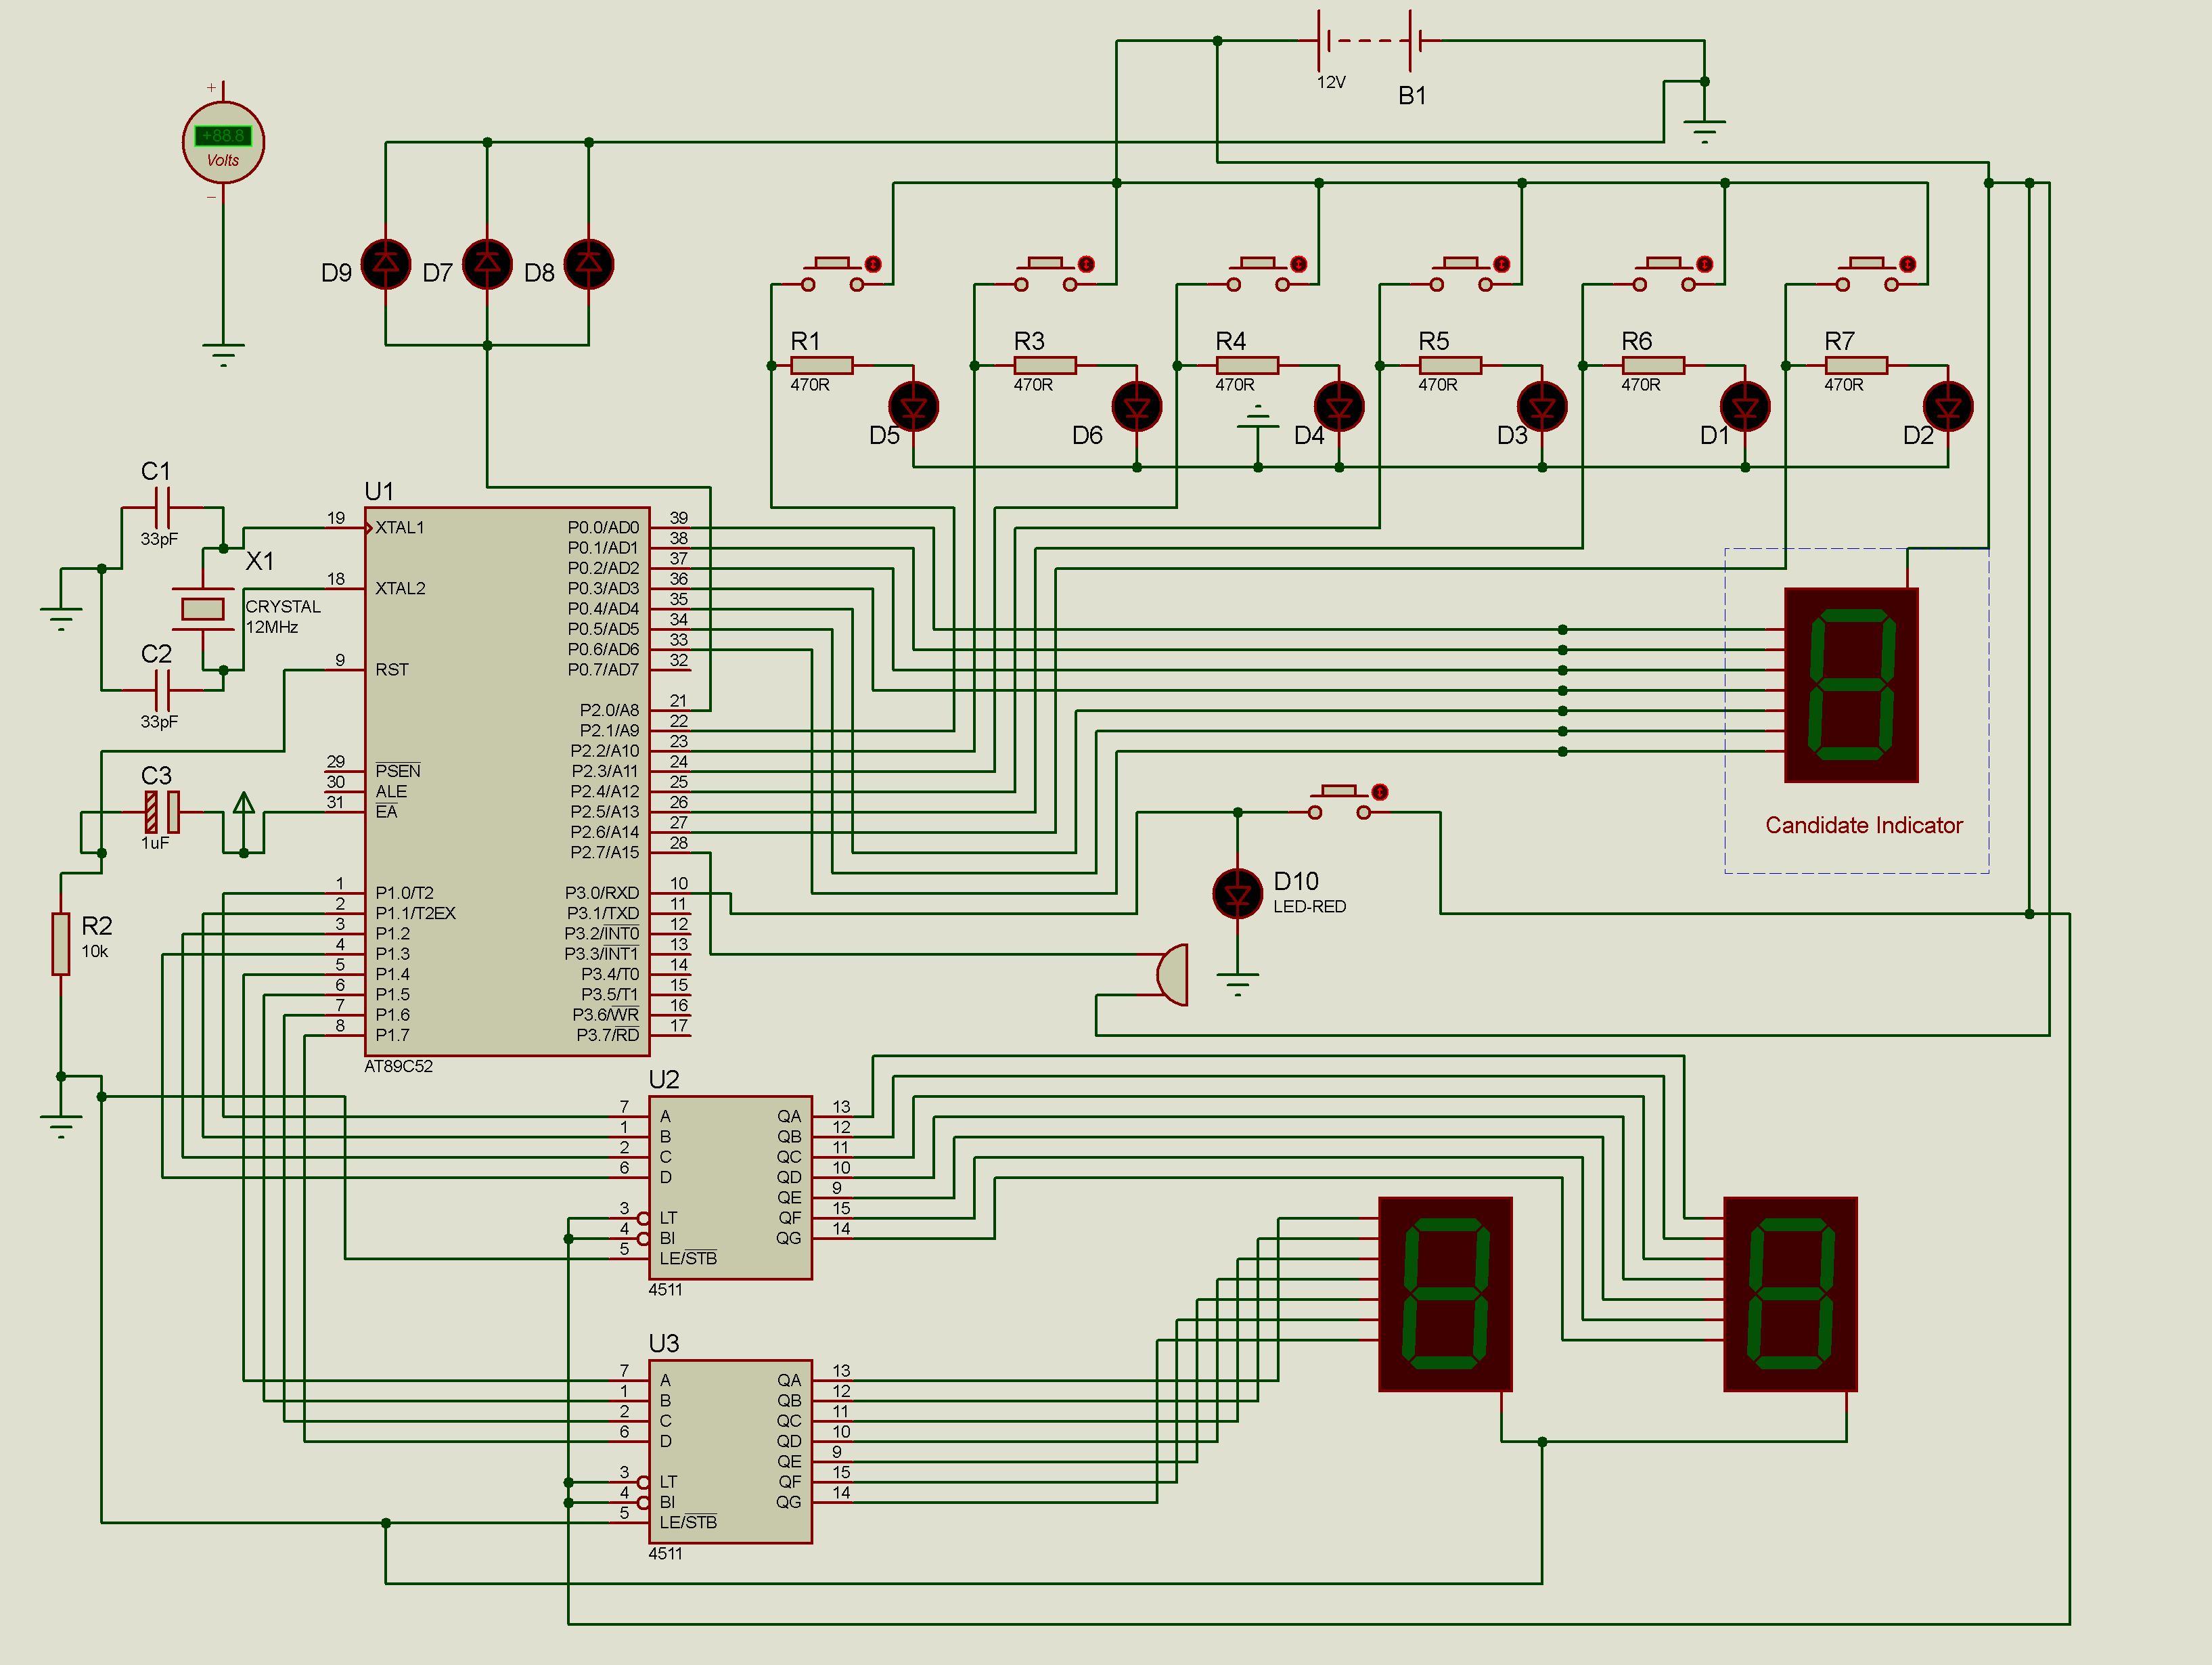 12V
B1
+
+88.8
Volts
−
D9
D7
D8
R1
470R
D5
R3
470R
D6
R4
470R
D4
R5
470R
D3
R6
470R
D1
R7
470R
D2
C1
33pF
X1
CRYSTAL
12MHz
C2
33pF
C3
1uF
R2
10k
U1
19 XTAL1
18 XTAL2
9 RST
29 PSEN
30 ALE
31 EA
1 P1.0/T2
2 P1.1/T2EX
3 P1.2
4 P1.3
5 P1.4
6 P1.5
7 P1.6
8 P1.7
P0.0/AD0 39
P0.1/AD1 38
P0.2/AD2 37
P0.3/AD3 36
P0.4/AD4 35
P0.5/AD5 34
P0.6/AD6 33
P0.7/AD7 32
P2.0/A8 21
P2.1/A9 22
P2.2/A10 23
P2.3/A11 24
P2.4/A12 25
P2.5/A13 26
P2.6/A14 27
P2.7/A15 28
P3.0/RXD 10
P3.1/TXD 11
P3.2/INT0 12
P3.3/INT1 13
P3.4/T0 14
P3.5/T1 15
P3.6/WR 16
P3.7/RD 17
AT89C52
Candidate Indicator
D10
LED-RED
U2
7 A QA 13
1 B QB 12
2 C QC 11
6 D QD 10
QE 9
3 LT QF 15
4 BI QG 14
5 LE/STB
4511
U3
7 A QA 13
1 B QB 12
2 C QC 11
6 D QD 10
QE 9
3 LT QF 15
4 BI QG 14
5 LE/STB
4511